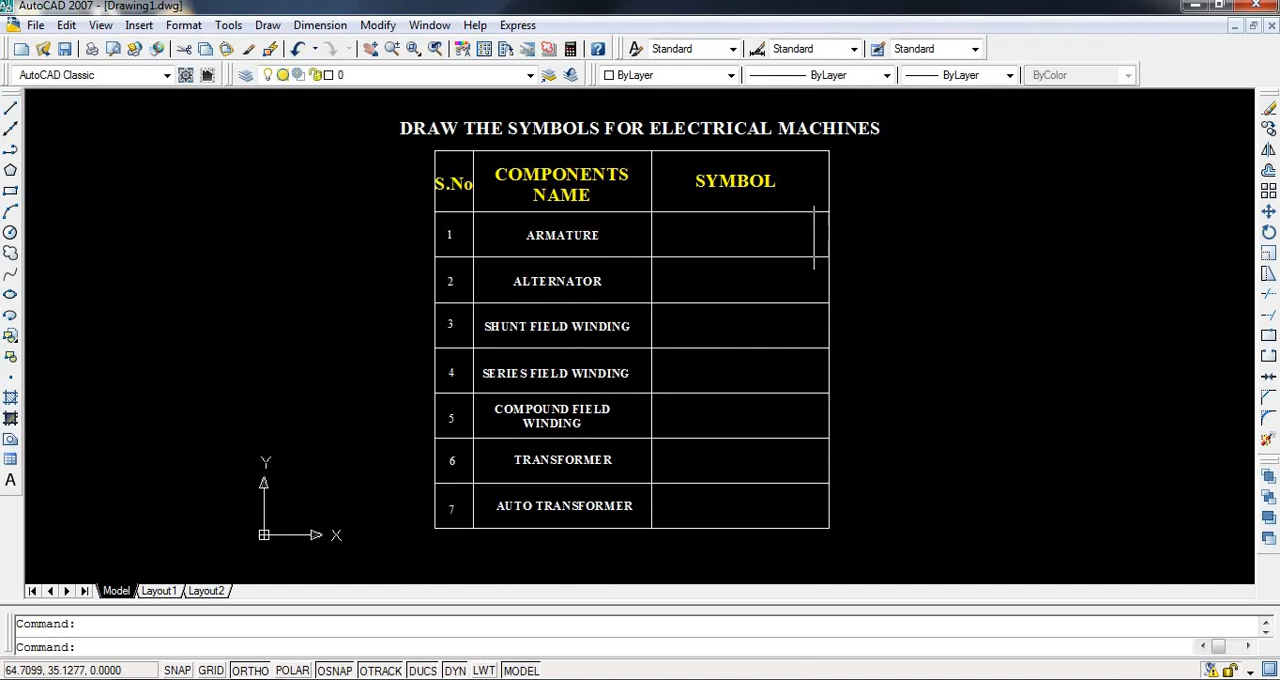 AutoCAD 2007 - [Drawing1.dwg]
File Edit View Insert Format Tools Draw Dimension Modify Window Help Express
Standard Standard Standard
AutoCAD Classic 0 ByLayer ByLayer ByLayer ByColor
DRAW THE SYMBOLS FOR ELECTRICAL MACHINES
S.No COMPONENTS NAME SYMBOL
1 ARMATURE
2 ALTERNATOR
3 SHUNT FIELD WINDING
4 SERIES FIELD WINDING
5 COMPOUND FIELD WINDING
6 TRANSFORMER
7 AUTO TRANSFORMER
Y
X
A
Model Layout1 Layout2
Command:
Command:
64.7099, 35.1277, 0.0000 SNAP GRID ORTHO POLAR OSNAP OTRACK DUCS DYN LWT MODEL